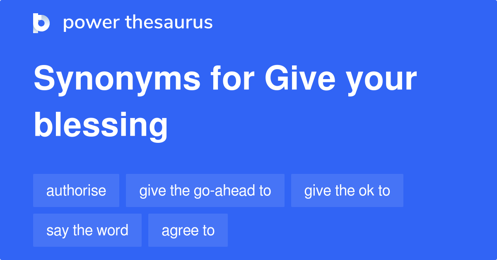 power thesaurus
Synonyms for Give your
blessing
authorise give the go-ahead to give the ok to
say the word agree to